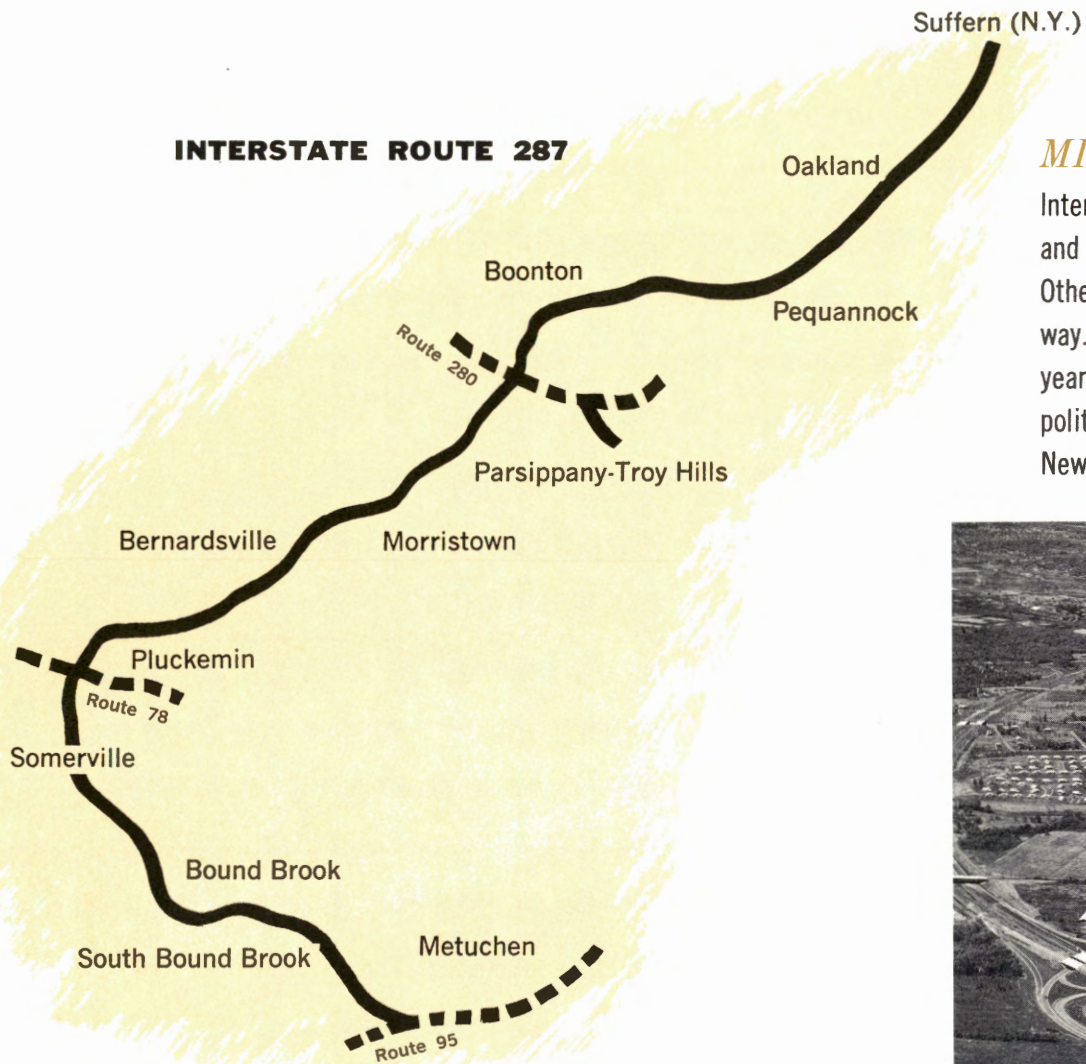 Suffern (N.Y.)
INTERSTATE ROUTE 287
Oakland
Boonton
Pequannock
Route 280
Parsippany-Troy Hills
Bernardsville
Morristown
Pluckemin
Route 78
Somerville
Bound Brook
South Bound Brook
Metuchen
Route 95
MI
Inter
and
Othe
way.
year
polit
New